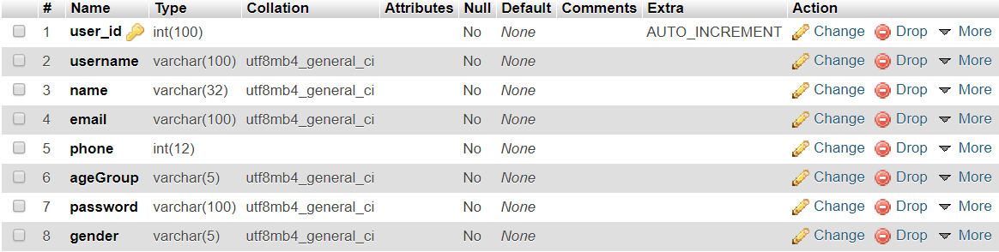 # Name Type Collation Attributes Null Default Comments Extra Action
1 user_id int(100) No None AUTO_INCREMENT Change Drop More
2 username varchar(100) utf8mb4_general_ci No None Change Drop More
3 name varchar(32) utf8mb4_general_ci No None Change Drop More
4 email varchar(100) utf8mb4_general_ci No None Change Drop More
5 phone int(12) No None Change Drop More
6 ageGroup varchar(5) utf8mb4_general_ci No None Change Drop More
7 password varchar(100) utf8mb4_general_ci No None Change Drop More
8 gender varchar(5) utf8mb4_general_ci No None Change Drop More